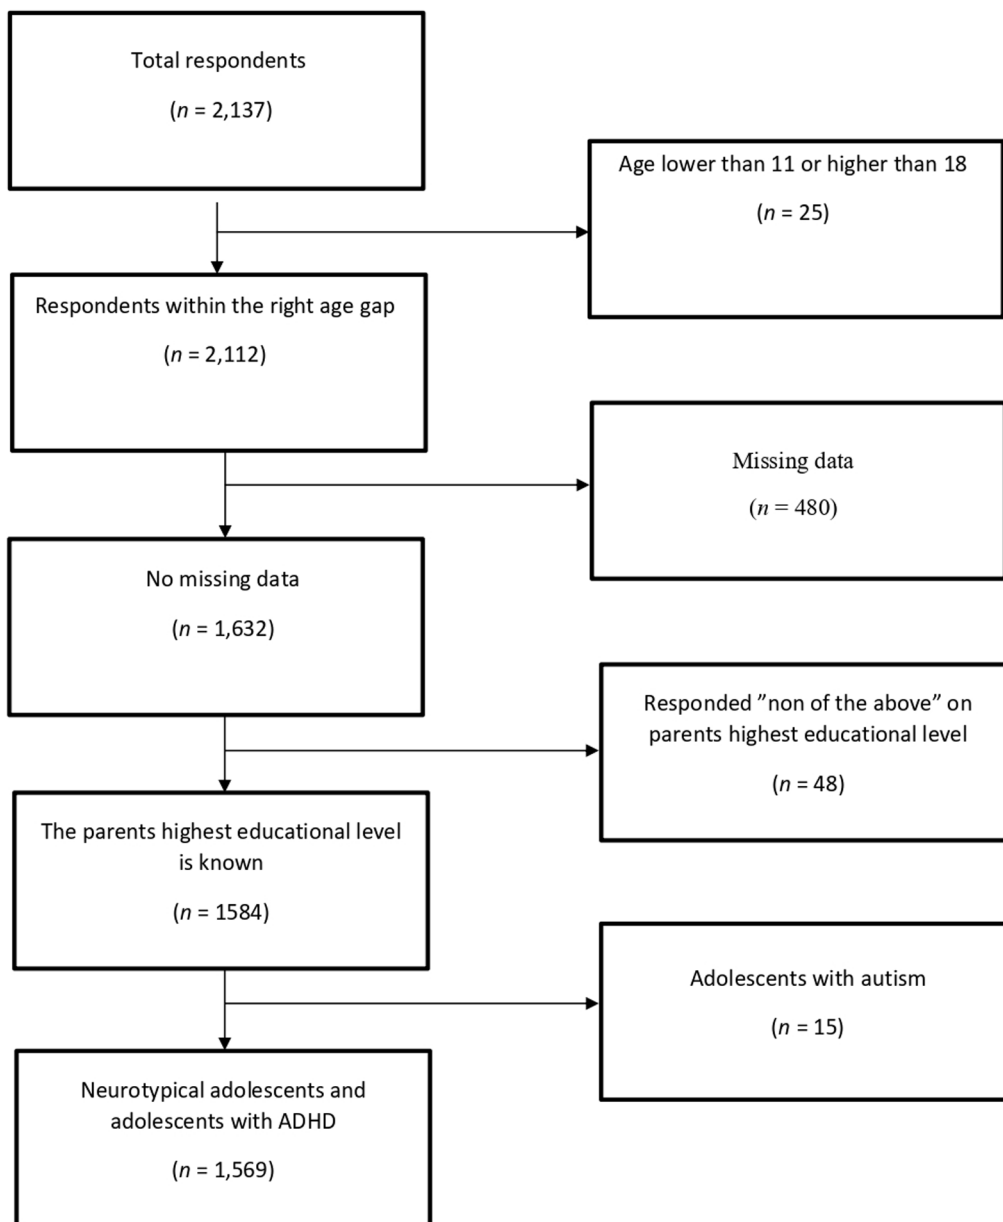 Total respondents
(n = 2,137)
Age lower than 11 or higher than 18
(n = 25)
Respondents within the right age gap
(n = 2,112)
Missing data
(n = 480)
No missing data
(n = 1,632)
Responded ”non of the above” on
parents highest educational level
(n = 48)
The parents highest educational level
is known
(n = 1584)
Adolescents with autism
(n = 15)
Neurotypical adolescents and
adolescents with ADHD
(n = 1,569)